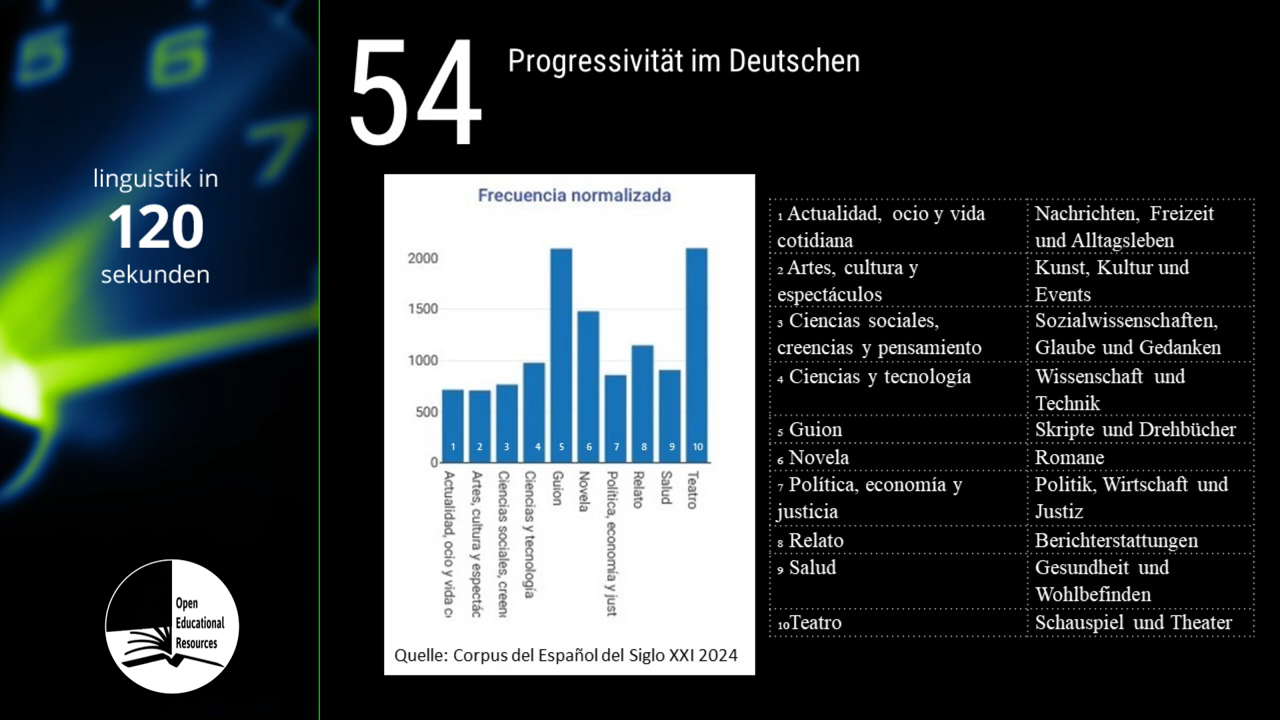 5
6
7
linguistik in
120
sekunden
Open
Educational
Resources
54
Progressivität im Deutschen
Frecuencia normalizada
2000
1500
1000
500
0
1 2 3 4 5 6 7 8 9 10
Actualidad, ocio y vida c
Artes, cultura y espectác
Ciencias sociales, creen
Ciencias y tecnología
Guion
Novela
Política, economía y just
Relato
Salud
Teatro
Quelle: Corpus del Español del Siglo XXI 2024
1 Actualidad, ocio y vida
cotidiana
Nachrichten, Freizeit
und Alltagsleben
2 Artes, cultura y
espectáculos
Kunst, Kultur und
Events
3 Ciencias sociales,
creencias y pensamiento
Sozialwissenschaften,
Glaube und Gedanken
4 Ciencias y tecnología
Wissenschaft und
Technik
5 Guion
Skripte und Drehbücher
6 Novela
Romane
7 Política, economía y
justicia
Politik, Wirtschaft und
Justiz
8 Relato
Berichterstattungen
9 Salud
Gesundheit und
Wohlbefinden
10Teatro
Schauspiel und Theater